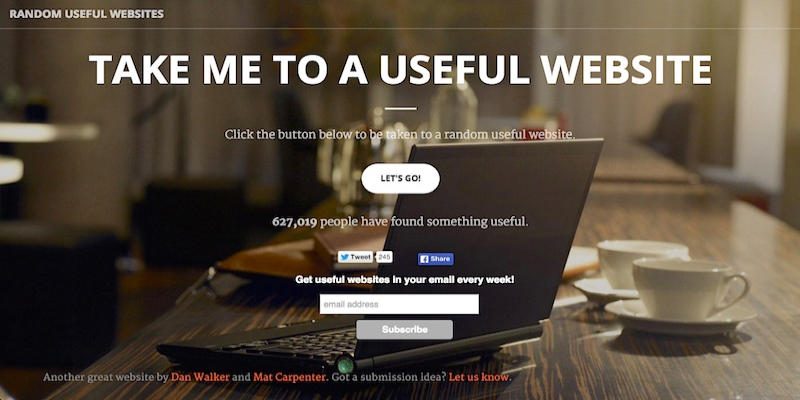 RANDOM USEFUL WEBSITES
TAKE ME TO A USEFUL WEBSITE
Click the button below to be taken to a random useful website.
LET'S GO!
627,019 people have found something useful.
Tweet 245 Share
Get useful websites in your email every week!
email address
Subscribe
Another great website by Dan Walker and Mat Carpenter. Got a submission idea? Let us know.